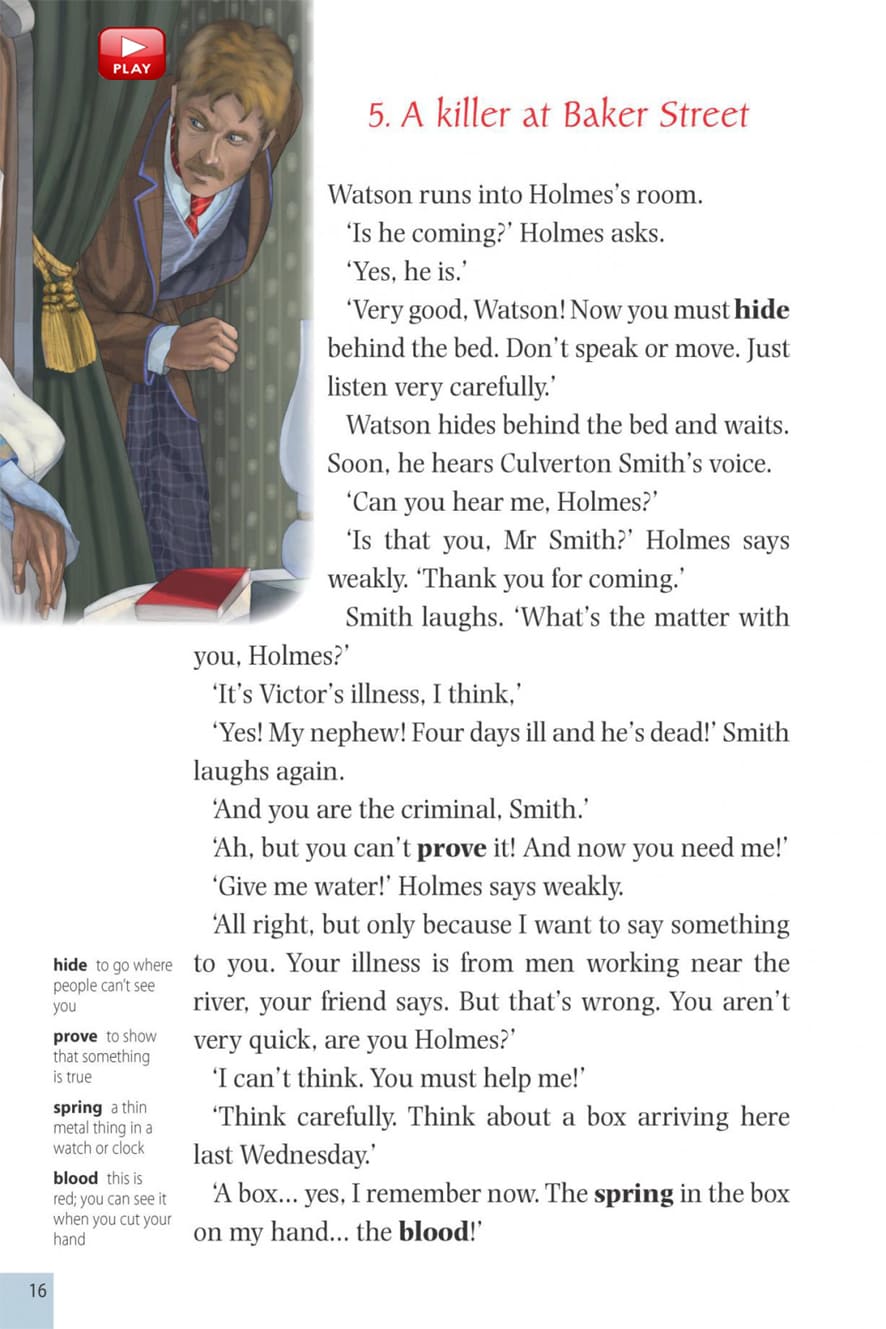 PLAY
5. A killer at Baker Street
Watson runs into Holmes’s room.
‘Is he coming?’ Holmes asks.
‘Yes, he is.’
‘Very good, Watson! Now you must hide
behind the bed. Don’t speak or move. Just
listen very carefully.’
Watson hides behind the bed and waits.
Soon, he hears Culverton Smith’s voice.
‘Can you hear me, Holmes?’
‘Is that you, Mr Smith?’ Holmes says
weakly. ‘Thank you for coming.’
Smith laughs. ‘What’s the matter with
you, Holmes?’
‘It’s Victor’s illness, I think,’
‘Yes! My nephew! Four days ill and he’s dead!’ Smith
laughs again.
‘And you are the criminal, Smith.’
‘Ah, but you can’t prove it! And now you need me!’
‘Give me water!’ Holmes says weakly.
‘All right, but only because I want to say something
to you. Your illness is from men working near the
river, your friend says. But that’s wrong. You aren’t
very quick, are you Holmes?’
‘I can’t think. You must help me!’
‘Think carefully. Think about a box arriving here
last Wednesday.’
‘A box... yes, I remember now. The spring in the box
on my hand... the blood!’
hide to go where
people can’t see
you
prove to show
that something
is true
spring a thin
metal thing in a
watch or clock
blood this is
red; you can see it
when you cut your
hand
16